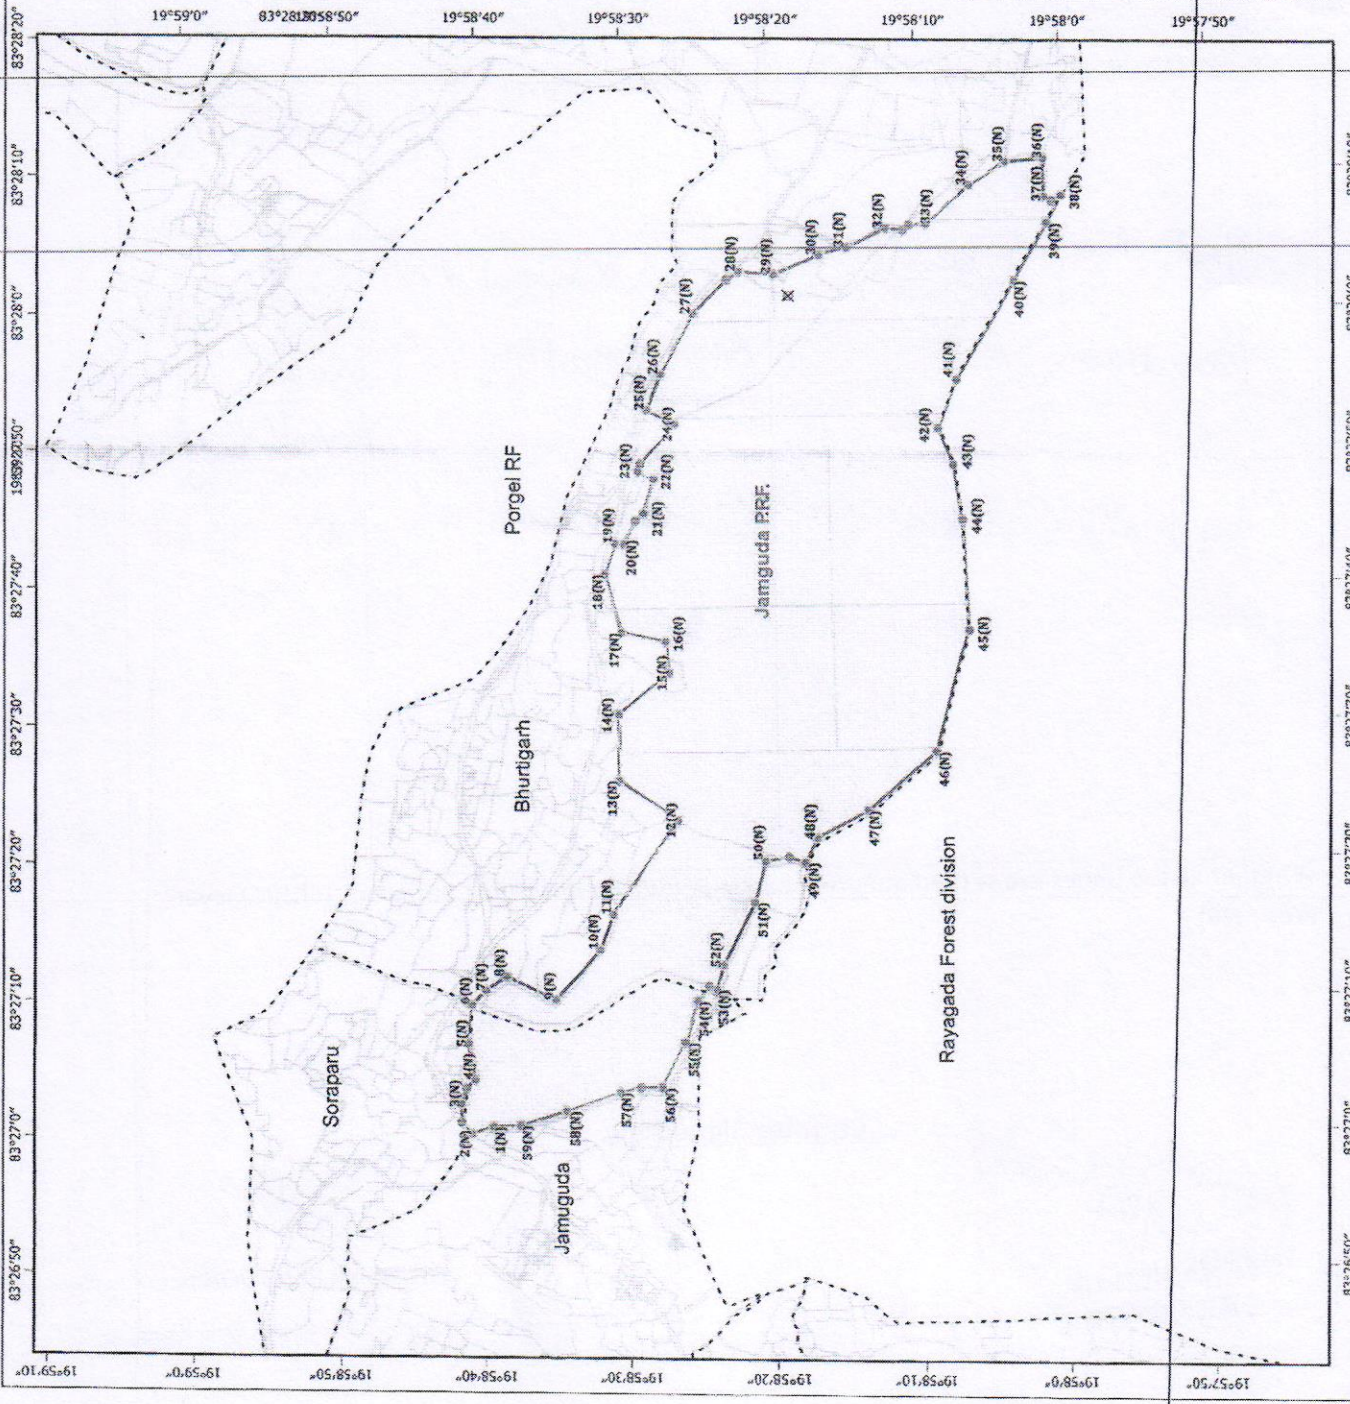 19°59'0"
19°58'50"
19°58'40"
19°58'30"
19°58'20"
19°58'10"
19°58'0"
19°57'50"
83°28'20"
83°28'10"
83°28'0"
83°27'40"
83°27'30"
83°27'20"
83°27'10"
83°27'0"
83°26'50"
Porgel RF
Bhurtigarh
Soraparu
Jamuguda
Jamguda P.RF.
Rayagada Forest division
1(N)
2(N)
3(N)
4(N)
5(N)
6(N)
7(N)
8(N)
9(N)
10(N)
11(N)
12(N)
13(N)
14(N)
15(N)
16(N)
17(N)
18(N)
19(N)
20(N)
21(N)
22(N)
23(N)
24(N)
25(N)
26(N)
27(N)
28(N)
29(N)
30(N)
31(N)
32(N)
33(N)
34(N)
35(N)
36(N)
37(N)
38(N)
39(N)
40(N)
41(N)
42(N)
43(N)
44(N)
45(N)
46(N)
47(N)
48(N)
49(N)
50(N)
51(N)
52(N)
53(N)
54(N)
55(N)
56(N)
57(N)
58(N)
59(N)
19°59'10"
19°59'0"
19°58'50"
19°58'40"
19°58'30"
19°58'20"
19°58'10"
19°58'0"
19°57'50"